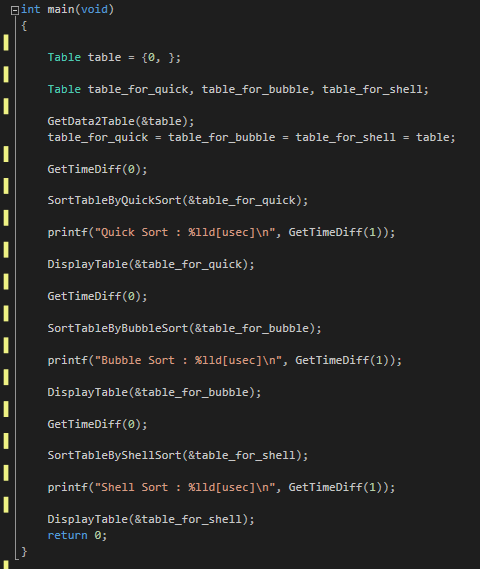 int main(void)
{
Table table = {0, };
Table table_for_quick, table_for_bubble, table_for_shell;
GetData2Table(&table);
table_for_quick = table_for_bubble = table_for_shell = table;
GetTimeDiff(0);
SortTableByQuickSort(&table_for_quick);
printf("Quick Sort : %lld[usec]\n", GetTimeDiff(1));
DisplayTable(&table_for_quick);
GetTimeDiff(0);
SortTableByBubbleSort(&table_for_bubble);
printf("Bubble Sort : %lld[usec]\n", GetTimeDiff(1));
DisplayTable(&table_for_bubble);
GetTimeDiff(0);
SortTableByShellSort(&table_for_shell);
printf("Shell Sort : %lld[usec]\n", GetTimeDiff(1));
DisplayTable(&table_for_shell);
return 0;
}